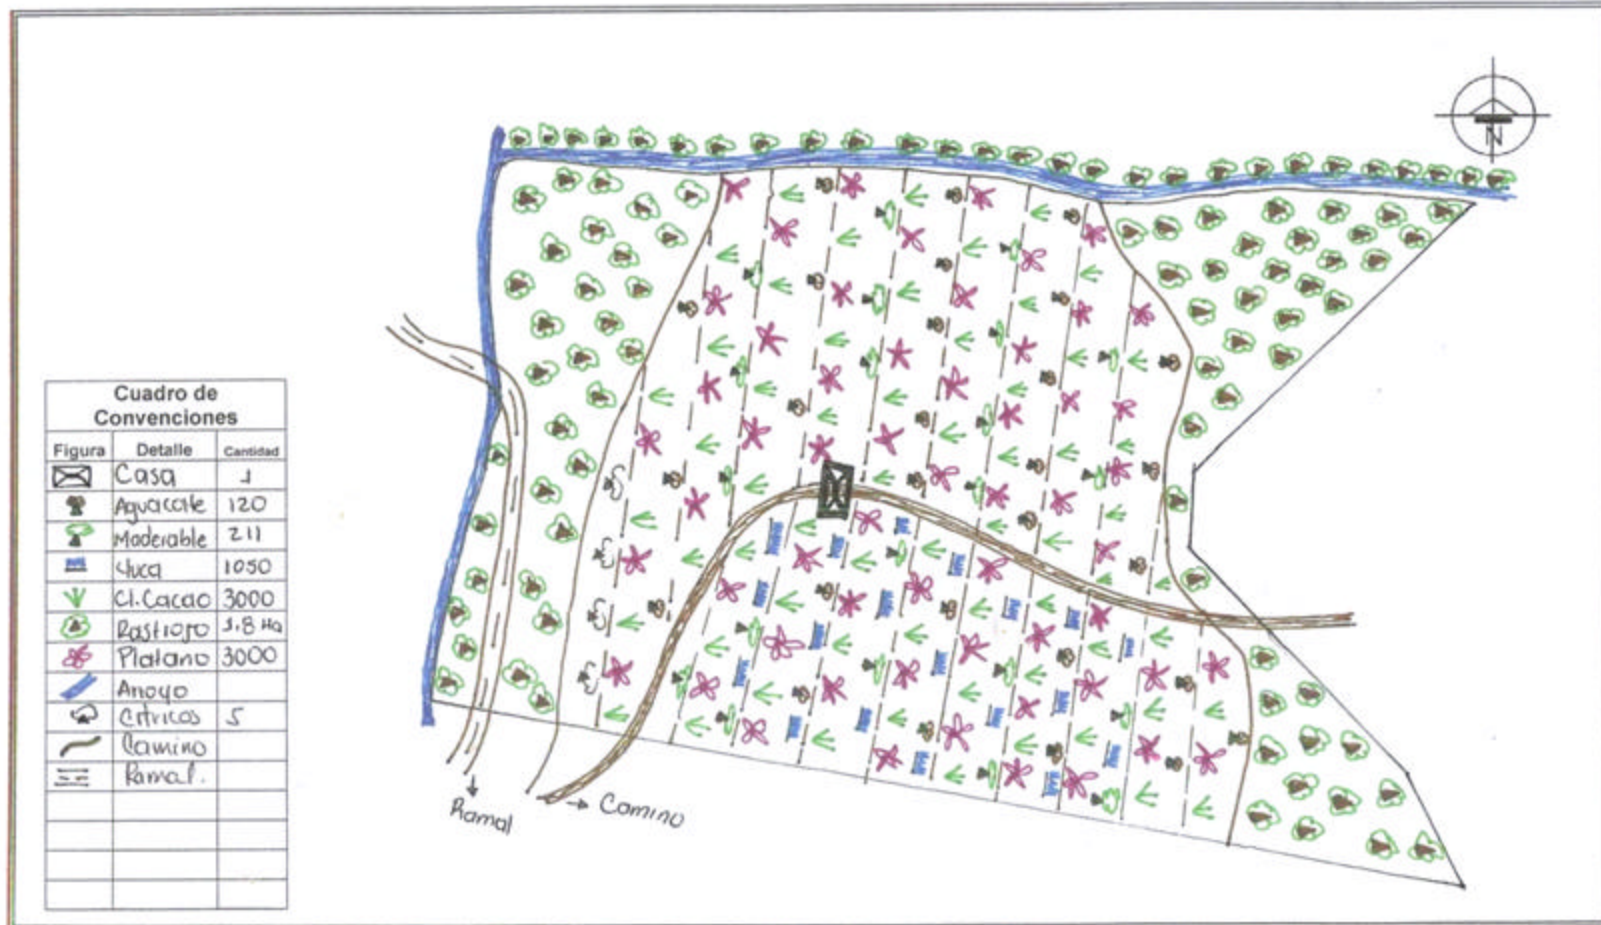 N
Cuadro de
Convenciones
Figura Detalle Cantidad
Casa 1
Aguacate 120
Maderable 211
Yuca 1050
Cl. Cacao 3000
Rastrojo 1.8 Ha
Platano 3000
Arroyo
Citricos 5
Camino
Ramal.
Ramal
Camino